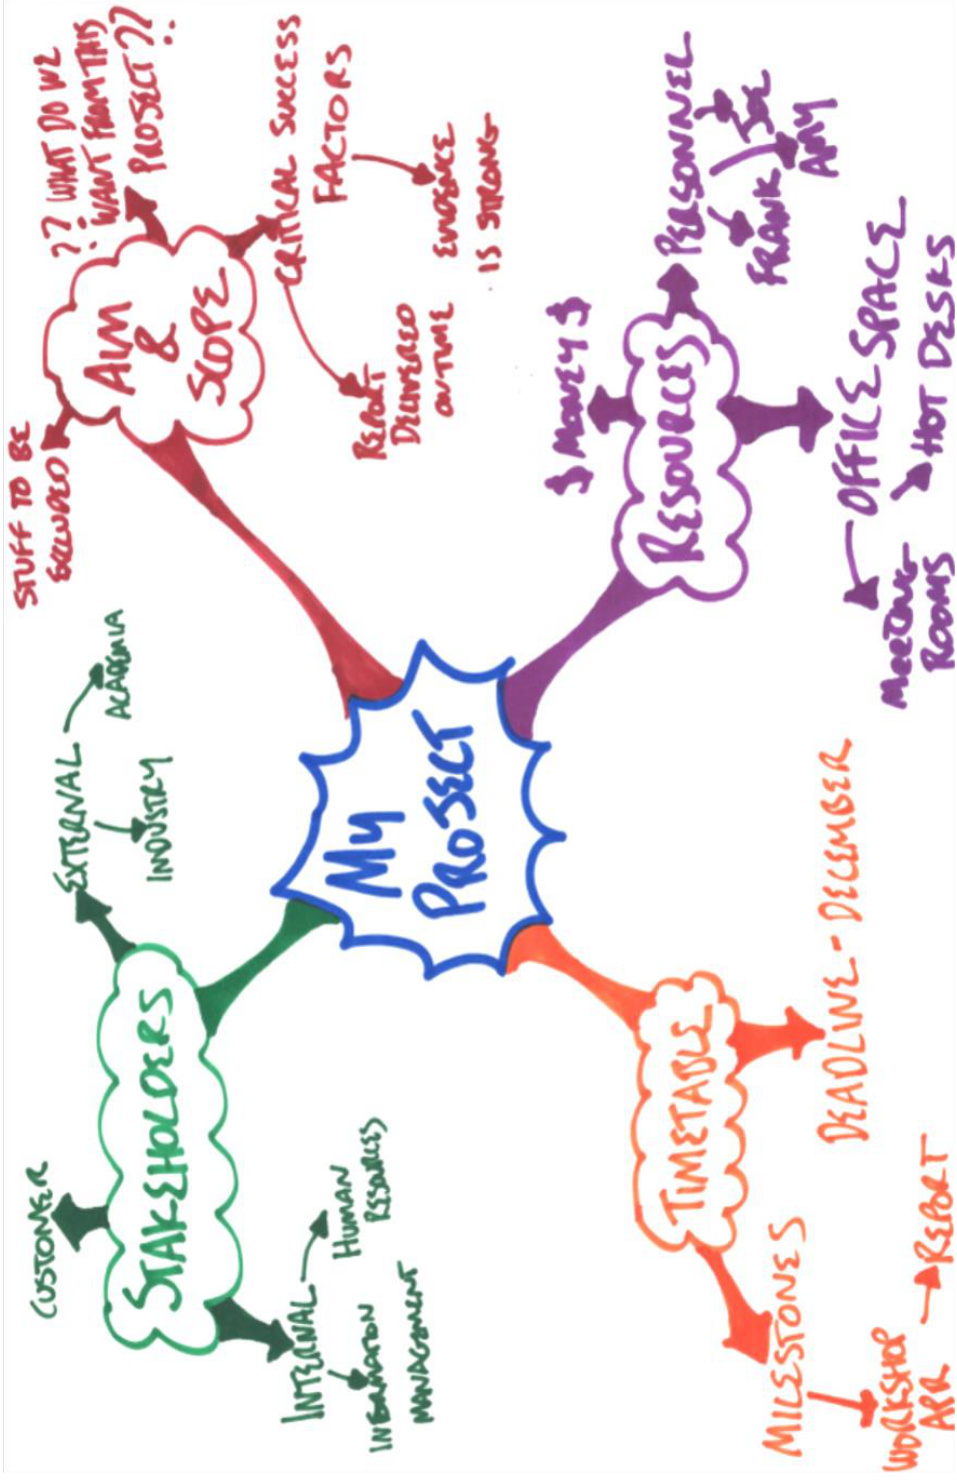 MY
PROJECT
STAKEHOLDERS
CUSTOMER
EXTERNAL
ACADEMIA
INDUSTRY
INTERNAL
HUMAN
RESOURCES
INFORMATION
MANAGEMENT
AIM
&
SCOPE
STUFF TO BE
EXCLUDED
?? WHAT DO WE
WANT FROM THIS
PROJECT ??
CRITICAL SUCCESS
FACTORS
REPORT
DELIVERED
ON TIME
EVIDENCE
IS STRONG
TIMETABLE
MILESTONES
WORKSHOP
APR
REPORT
DEADLINE - DECEMBER
RESOURCES
$ MONEY $
PERSONNEL
FRANK
JOE
AMY
OFFICE SPACE
MEETING
ROOMS
HOT DESKS